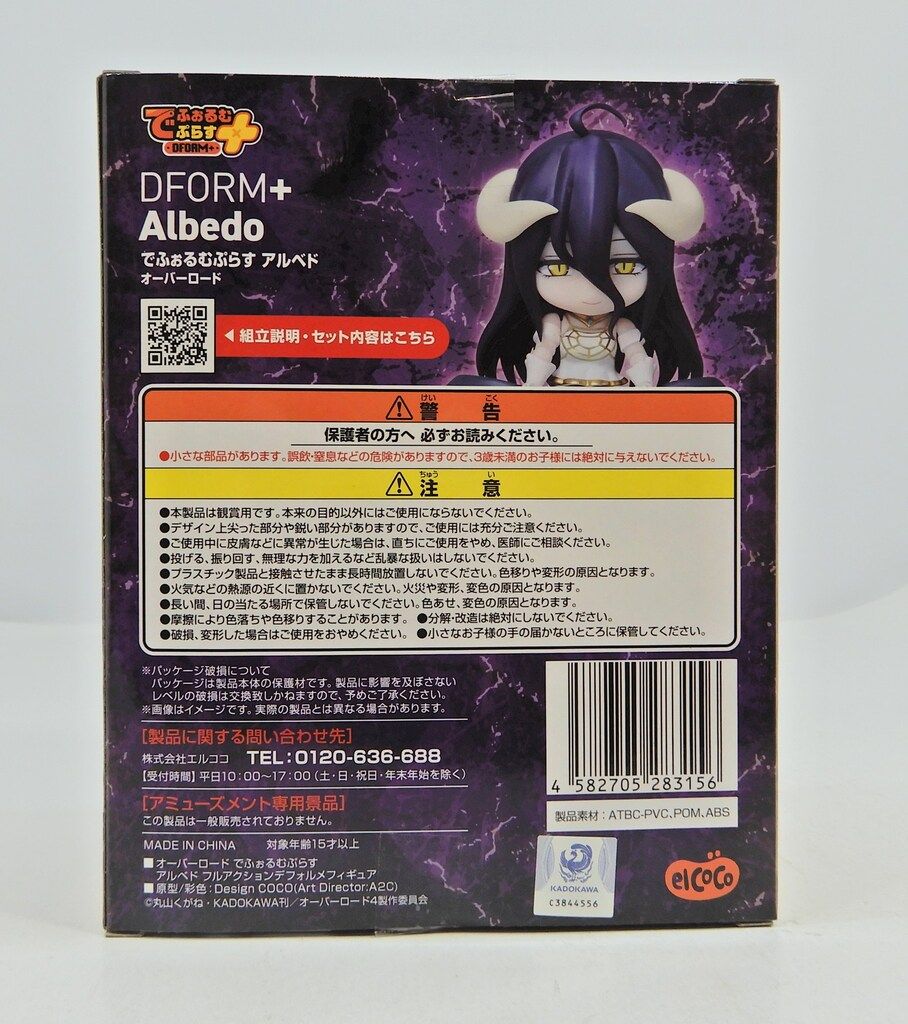 でふぉるむ
ぷらす+
・DFORM+・
DFORM+
Albedo
でふぉるむぷらす アルベド
オーバーロード
◀組立説明・セット内容はこちら
けい こく
⚠警 告
保護者の方へ 必ずお読みください。
●小さな部品があります。誤飲・窒息などの危険がありますので、3歳未満のお子様には絶対に与えないでください。
ちゅう い
⚠注 意
●本製品は観賞用です。本来の目的以外にはご使用にならないでください。
●デザイン上尖った部分や鋭い部分がありますので、ご使用には充分ご注意ください。
●ご使用中に皮膚などに異常が生じた場合は、直ちにご使用をやめ、医師にご相談ください。
●投げる、振り回す、無理な力を加えるなど乱暴な扱いはしないでください。
●プラスチック製品と接触させたまま長時間放置しないでください。色移りや変形の原因となります。
●火気などの熱源の近くに置かないでください。火災や変形、変色の原因となります。
●長い間、日の当たる場所で保管しないでください。色あせ、変色の原因となります。
●摩擦により色落ちや色移りすることがあります。 ●分解・改造は絶対にしないでください。
●破損、変形した場合はご使用をおやめください。 ●小さなお子様の手の届かないところに保管してください。
※パッケージ破損について
パッケージは製品本体の保護材です。製品に影響を及ぼさない
レベルの破損は交換致しかねますので、予めご了承ください。
※画像はイメージです。実際の製品とは異なる場合があります。
[製品に関する問い合わせ先]
株式会社エルココ TEL:0120-636-688
【受付時間】平日10:00~17:00(土・日・祝日・年末年始を除く)
[アミューズメント専用景品]
この製品は一般販売されておりません。
MADE IN CHINA 対象年齢15才以上
■オーバーロード でふぉるむぷらす
アルベド フルアクションデフォルメフィギュア
■原型/彩色:Design COCO(Art Director:A2C)
©丸山くがね・KADOKAWA刊/オーバーロード4製作委員会
4 582705 283156
製品素材:ATBC-PVC、POM、ABS
KADOKAWA
C3844556
elCoCo